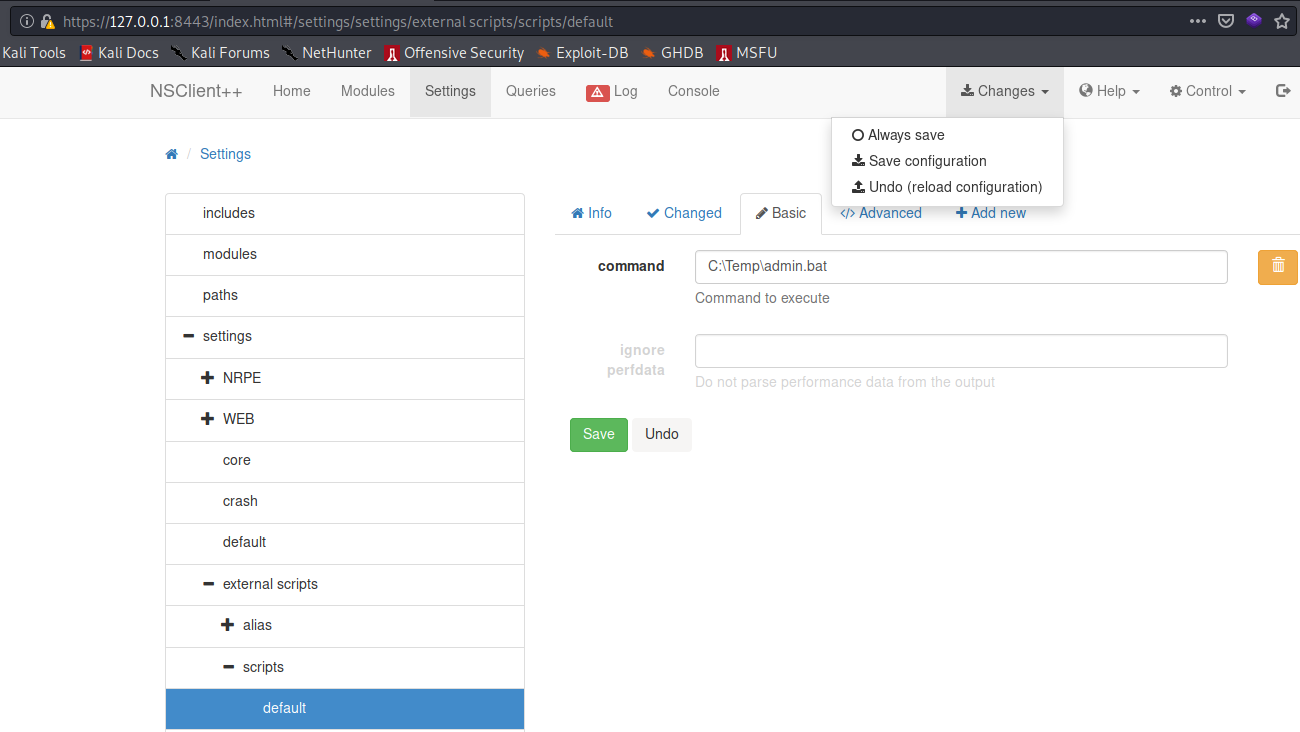 https://127.0.0.1:8443/index.html#/settings/settings/external scripts/scripts/default
Kali Tools Kali Docs Kali Forums NetHunter Offensive Security Exploit-DB GHDB MSFU
NSClient++ Home Modules Settings Queries Log Console Changes Help Control
Always save
Save configuration
Undo (reload configuration)
/ Settings
includes
modules
paths
settings
NRPE
WEB
core
crash
default
external scripts
alias
scripts
default
Info Changed Basic </> Advanced Add new
command C:\Temp\admin.bat
Command to execute
ignore
perfdata
Do not parse performance data from the output
Save Undo